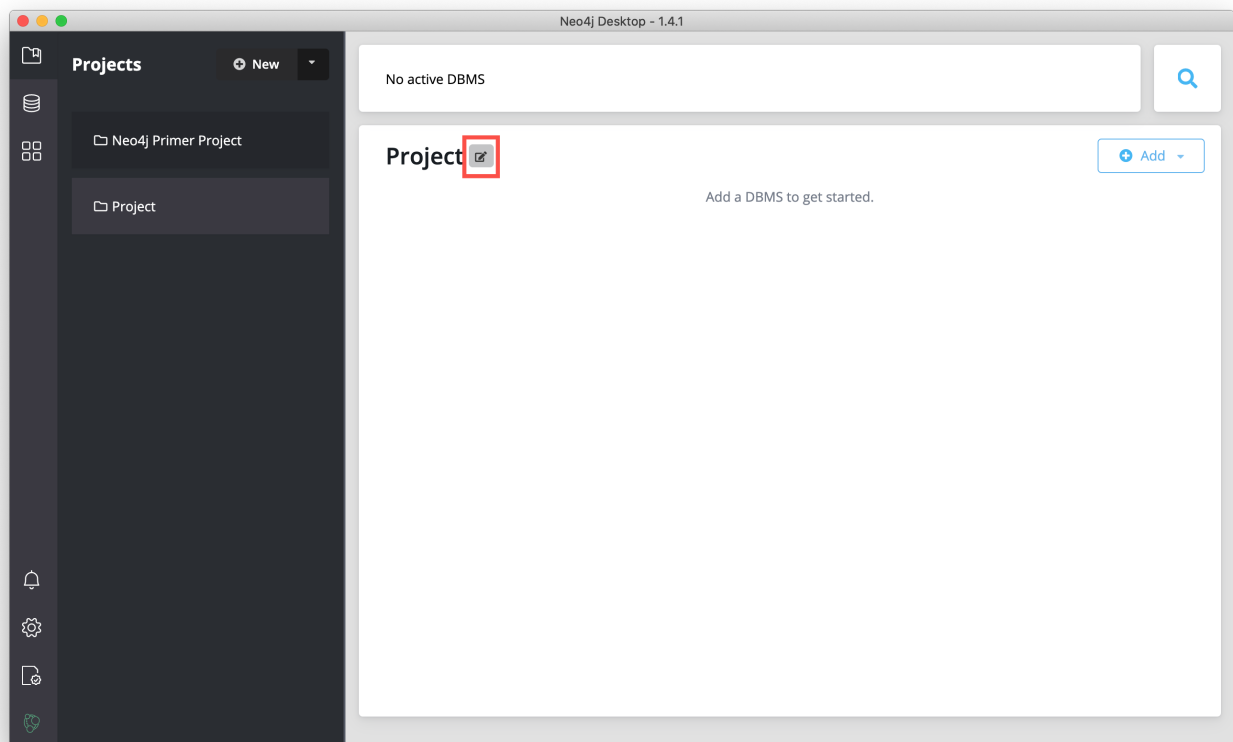 Neo4j Desktop - 1.4.1
Projects
New
Neo4j Primer Project
Project
No active DBMS
Project
Add
Add a DBMS to get started.